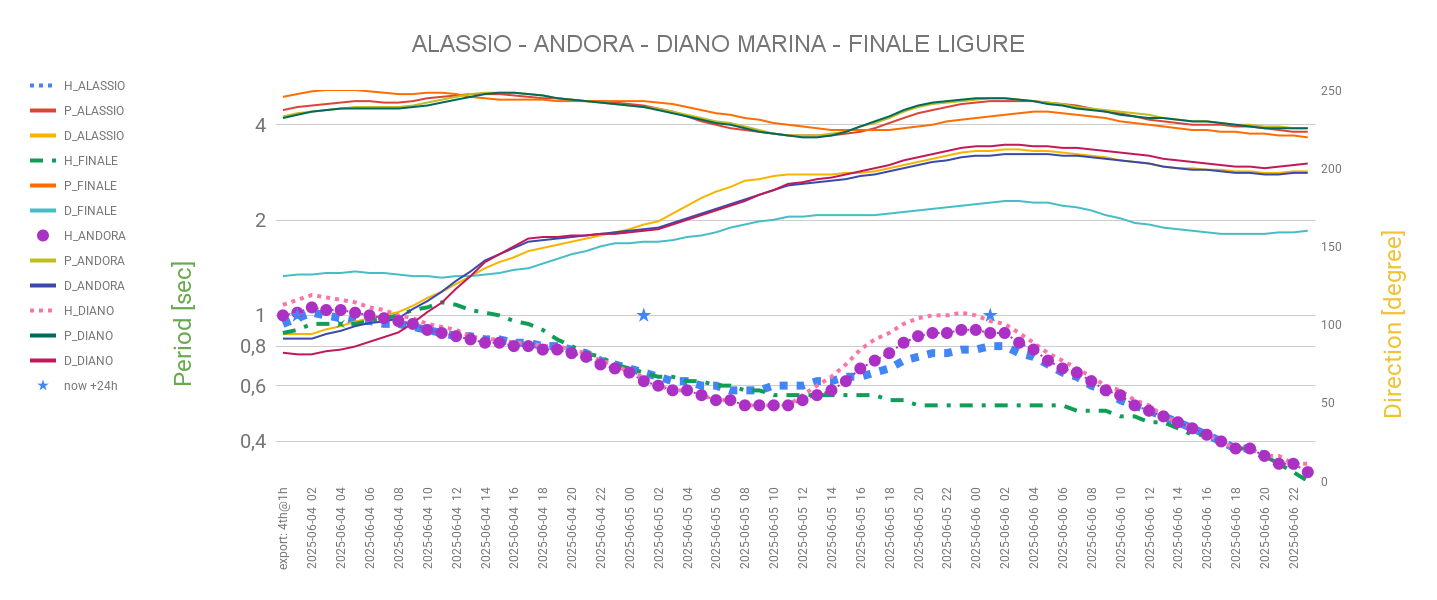 ALASSIO - ANDORA - DIANO MARINA - FINALE LIGURE
H_ALASSIO
P_ALASSIO
D_ALASSIO
H_FINALE
P_FINALE
D_FINALE
H_ANDORA
P_ANDORA
D_ANDORA
H_DIANO
P_DIANO
D_DIANO
now +24h
Period [sec]
4
2
1
0,8
0,6
0,4
250
200
150
100
50
0
Direction [degree]
export: 4th@1h
2025-06-04 02
2025-06-04 04
2025-06-04 06
2025-06-04 08
2025-06-04 10
2025-06-04 12
2025-06-04 14
2025-06-04 16
2025-06-04 18
2025-06-04 20
2025-06-04 22
2025-06-05 00
2025-06-05 02
2025-06-05 04
2025-06-05 06
2025-06-05 08
2025-06-05 10
2025-06-05 12
2025-06-05 14
2025-06-05 16
2025-06-05 18
2025-06-05 20
2025-06-05 22
2025-06-06 00
2025-06-06 02
2025-06-06 04
2025-06-06 06
2025-06-06 08
2025-06-06 10
2025-06-06 12
2025-06-06 14
2025-06-06 16
2025-06-06 18
2025-06-06 20
2025-06-06 22